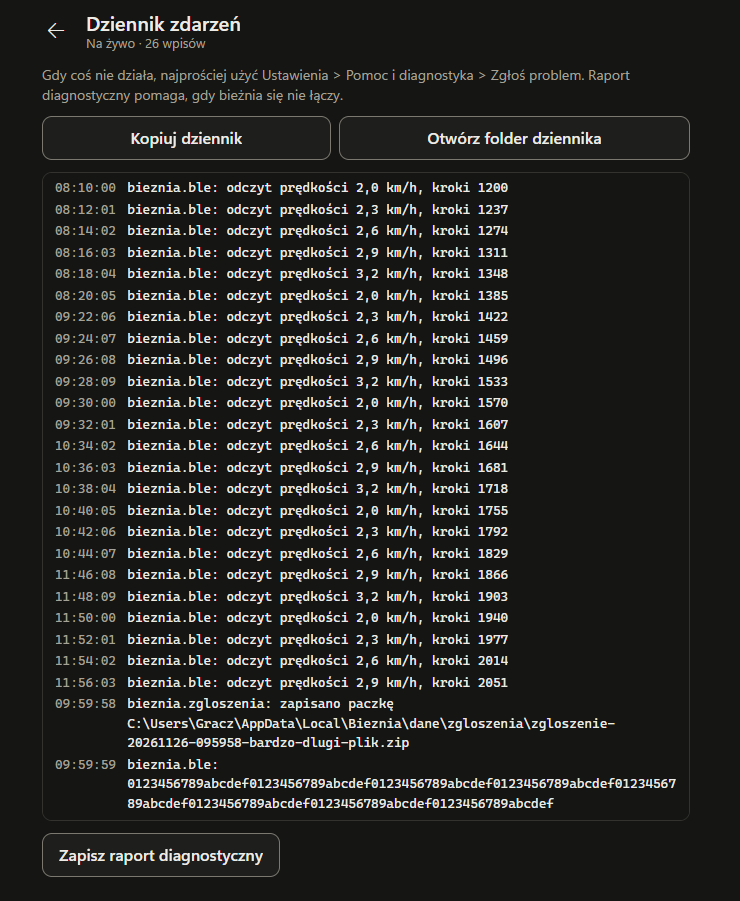 Dziennik zdarzeń
Na żywo · 26 wpisów
Gdy coś nie działa, najprościej użyć Ustawienia > Pomoc i diagnostyka > Zgłoś problem. Raport
diagnostyczny pomaga, gdy bieżnia się nie łączy.
Kopiuj dziennik
Otwórz folder dziennika
08:10:00 bieznia.ble: odczyt prędkości 2,0 km/h, kroki 1200
08:12:01 bieznia.ble: odczyt prędkości 2,3 km/h, kroki 1237
08:14:02 bieznia.ble: odczyt prędkości 2,6 km/h, kroki 1274
08:16:03 bieznia.ble: odczyt prędkości 2,9 km/h, kroki 1311
08:18:04 bieznia.ble: odczyt prędkości 3,2 km/h, kroki 1348
08:20:05 bieznia.ble: odczyt prędkości 2,0 km/h, kroki 1385
09:22:06 bieznia.ble: odczyt prędkości 2,3 km/h, kroki 1422
09:24:07 bieznia.ble: odczyt prędkości 2,6 km/h, kroki 1459
09:26:08 bieznia.ble: odczyt prędkości 2,9 km/h, kroki 1496
09:28:09 bieznia.ble: odczyt prędkości 3,2 km/h, kroki 1533
09:30:00 bieznia.ble: odczyt prędkości 2,0 km/h, kroki 1570
09:32:01 bieznia.ble: odczyt prędkości 2,3 km/h, kroki 1607
10:34:02 bieznia.ble: odczyt prędkości 2,6 km/h, kroki 1644
10:36:03 bieznia.ble: odczyt prędkości 2,9 km/h, kroki 1681
10:38:04 bieznia.ble: odczyt prędkości 3,2 km/h, kroki 1718
10:40:05 bieznia.ble: odczyt prędkości 2,0 km/h, kroki 1755
10:42:06 bieznia.ble: odczyt prędkości 2,3 km/h, kroki 1792
10:44:07 bieznia.ble: odczyt prędkości 2,6 km/h, kroki 1829
11:46:08 bieznia.ble: odczyt prędkości 2,9 km/h, kroki 1866
11:48:09 bieznia.ble: odczyt prędkości 3,2 km/h, kroki 1903
11:50:00 bieznia.ble: odczyt prędkości 2,0 km/h, kroki 1940
11:52:01 bieznia.ble: odczyt prędkości 2,3 km/h, kroki 1977
11:54:02 bieznia.ble: odczyt prędkości 2,6 km/h, kroki 2014
11:56:03 bieznia.ble: odczyt prędkości 2,9 km/h, kroki 2051
09:59:58 bieznia.zgloszenia: zapisano paczkę
C:\Users\Gracz\AppData\Local\Bieznia\dane\zgloszenia\zgloszenie-
20261126-095958-bardzo-dlugi-plik.zip
09:59:59 bieznia.ble:
0123456789abcdef0123456789abcdef0123456789abcdef0123456789abcdef01234567
89abcdef0123456789abcdef0123456789abcdef0123456789abcdef
Zapisz raport diagnostyczny